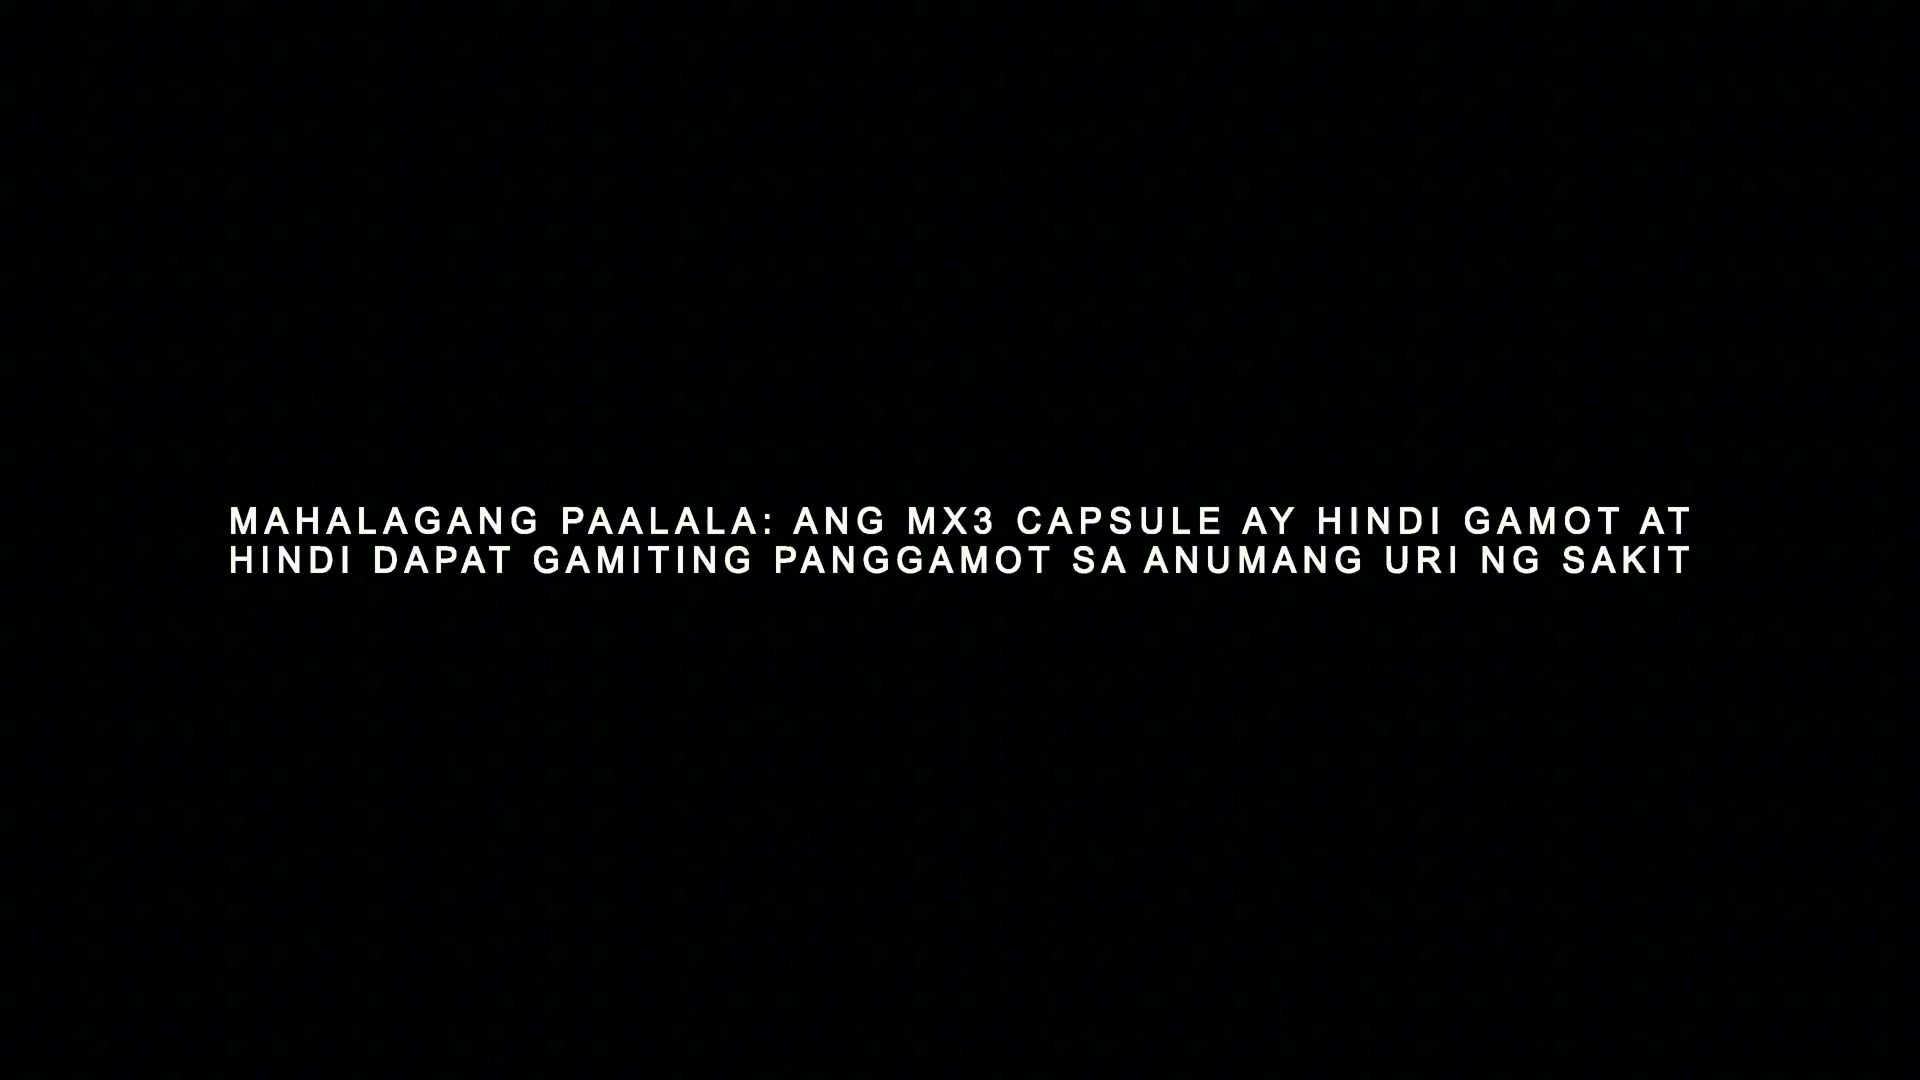 MAHALAGANG PAALALA: ANG MX3 CAPSULE AY HINDI GAMOT AT
HINDI DAPAT GAMITING PANGGAMOT SA ANUMANG URI NG SAKIT